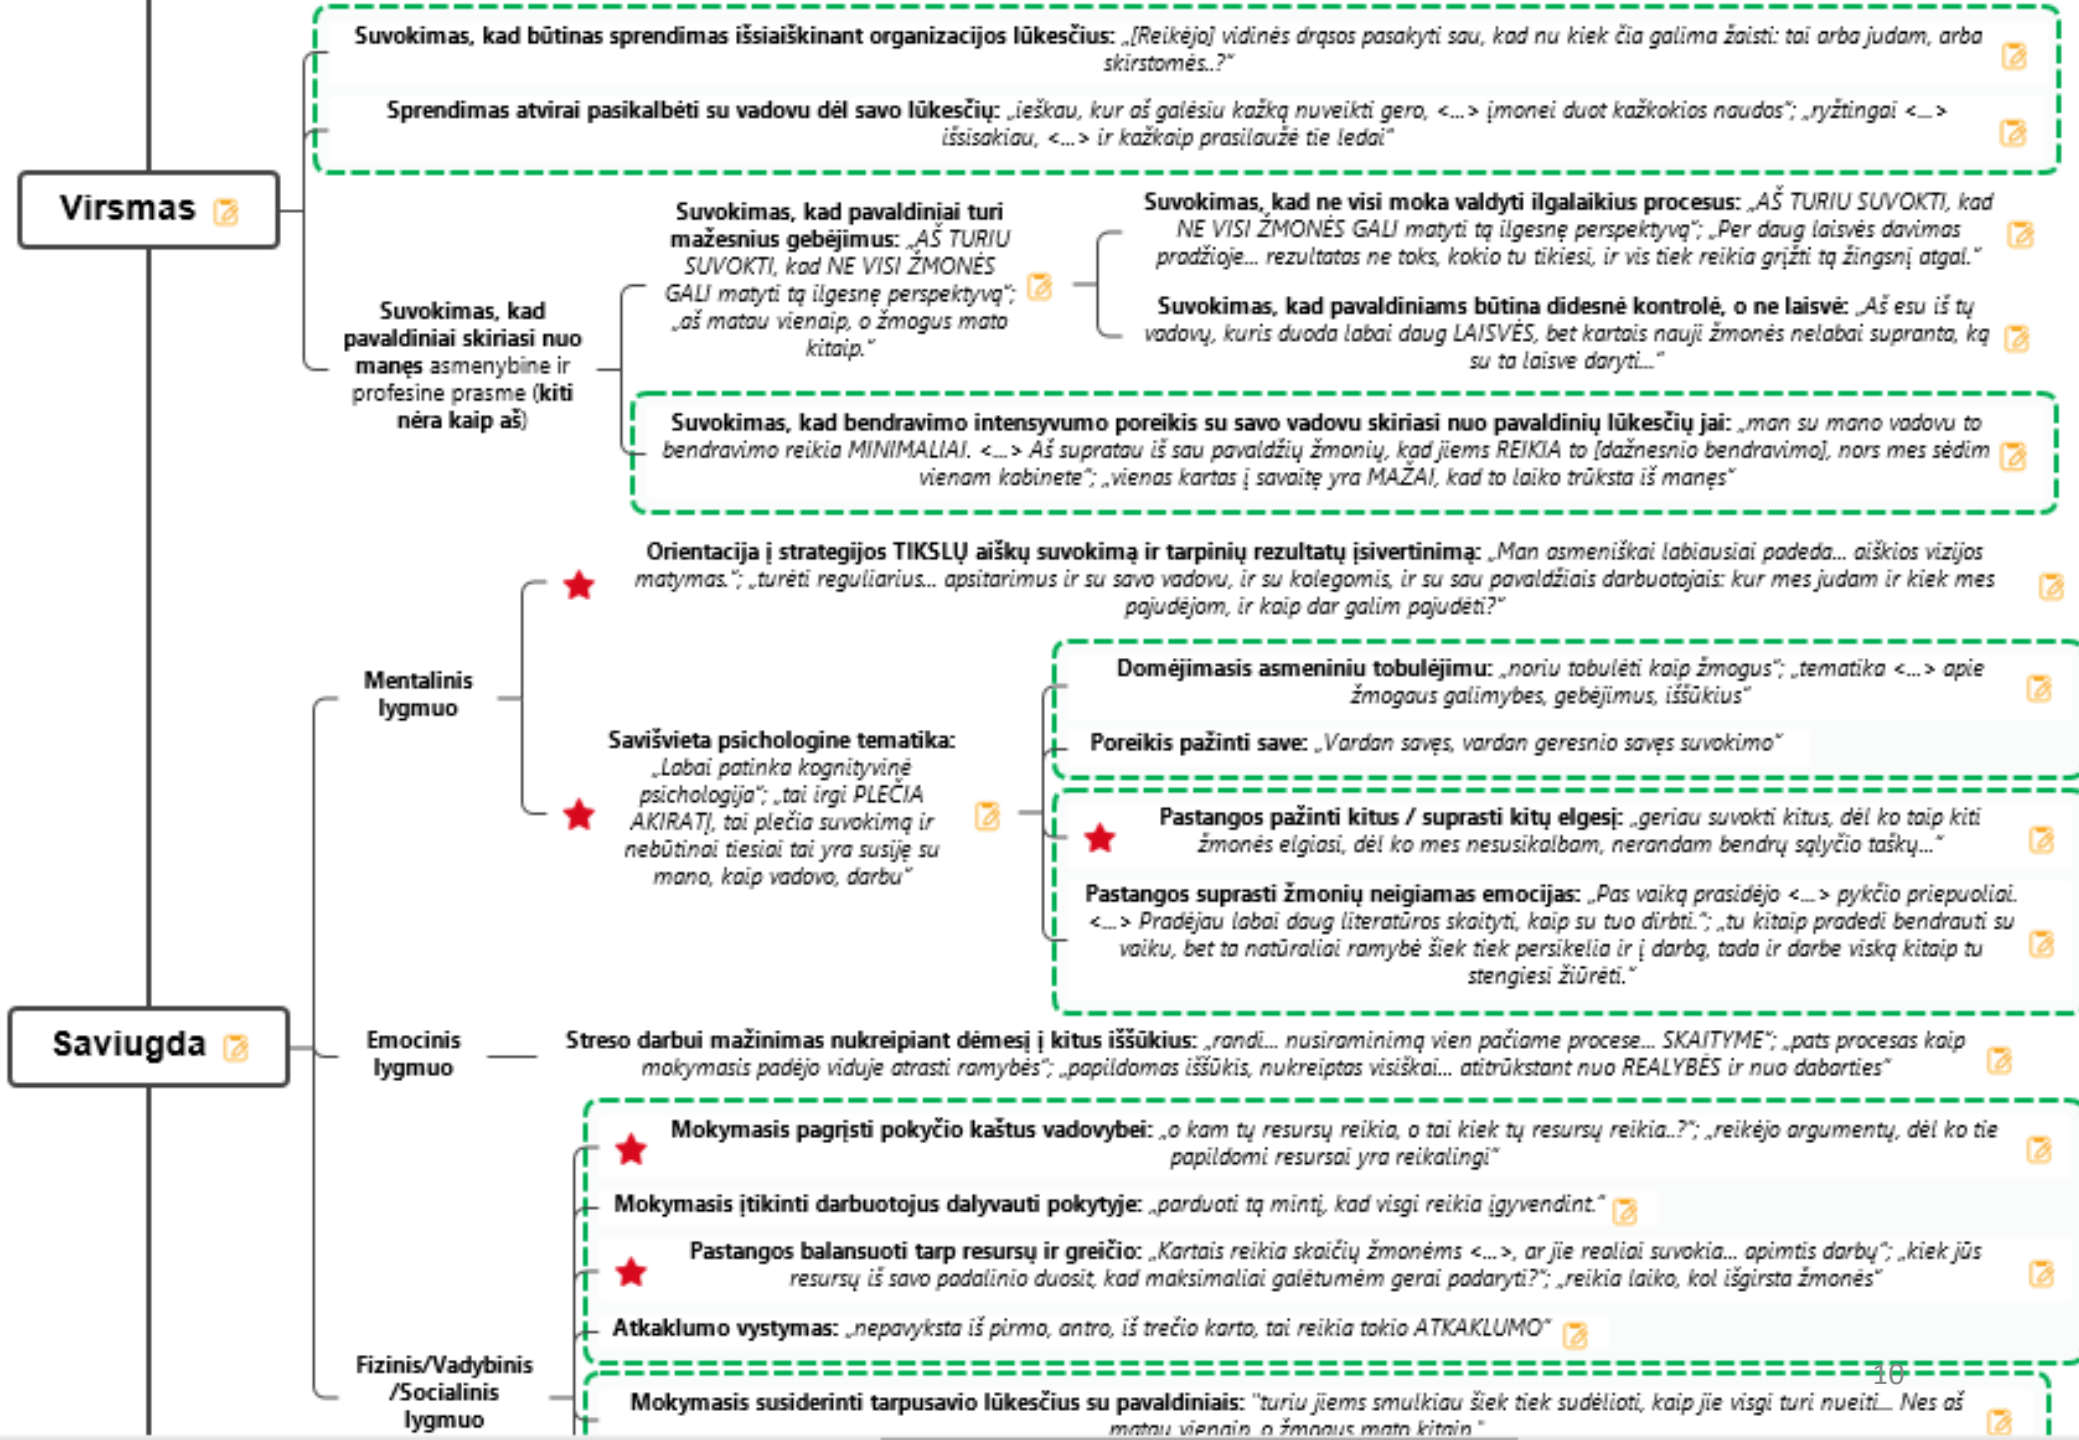 Suvokimas, kad būtinas sprendimas išsiaiškinant organizacijos lūkesčius: „[Reikėjo] vidinės drąsos pasakyti sau, kad nu kiek čia galima žaisti: tai arba judam, arba
skirstomės..?“
Sprendimas atvirai pasikalbėti su vadovu dėl savo lūkesčių: „ieškau, kur aš galėsiu kažką nuveikti gero, <...> įmonei duot kažkokios naudos“; „ryžtingai <...>
išsisakiau, <...> ir kažkaip prasilaužė tie ledai“
Virsmas
Suvokimas, kad
pavaldiniai skiriasi nuo
manęs asmenybine ir
profesine prasme (kiti
nėra kaip aš)
Suvokimas, kad pavaldiniai turi
mažesnius gebėjimus: „AŠ TURIU
SUVOKTI, kad NE VISI ŽMONĖS
GALI matyti tą ilgesnę perspektyvą“;
„aš matau vienaip, o žmogus mato
kitaip.“
Suvokimas, kad ne visi moka valdyti ilgalaikius procesus: „AŠ TURIU SUVOKTI, kad
NE VISI ŽMONĖS GALI matyti tą ilgesnę perspektyvą“; „Per daug laisvės davimas
pradžioje... rezultatas ne toks, kokio tu tikiesi, ir vis tiek reikia grįžti tą žingsnį atgal.“
Suvokimas, kad pavaldiniams būtina didesnė kontrolė, o ne laisvė: „Aš esu iš tų
vadovų, kuris duoda labai daug LAISVĖS, bet kartais nauji žmonės nelabai supranta, ką
su ta laisve daryti...“
Suvokimas, kad bendravimo intensyvumo poreikis su savo vadovu skiriasi nuo pavaldinių lūkesčių jai: „man su mano vadovu to
bendravimo reikia MINIMALIAI. <...> Aš supratau iš sau pavaldžių žmonių, kad jiems REIKIA to [dažnesnio bendravimo], nors mes sėdim
vienam kabinete“; „vienas kartas į savaitę yra MAŽAI, kad to laiko trūksta iš manęs“
Saviugda
Mentalinis
lygmuo
Orientacija į strategijos TIKSLŲ aiškų suvokimą ir tarpinių rezultatų įsivertinimą: „Man asmeniškai labiausiai padeda... aiškios vizijos
matymas.“; „turėti reguliarius... apsitarimus ir su savo vadovu, ir su kolegomis, ir su sau pavaldžiais darbuotojais: kur mes judam ir kiek mes
pajudėjom, ir kaip dar galim pajudėti?“
Savišvieta psichologine tematika:
„Labai patinka kognityvinė
psichologija“; „tai irgi PLEČIA
AKIRATĮ, tai plečia suvokimą ir
nebūtinai tiesiai tai yra susiję su
mano, kaip vadovo, darbu“
Domėjimasis asmeniniu tobulėjimu: „noriu tobulėti kaip žmogus“; „tematika <...> apie
žmogaus galimybes, gebėjimus, iššūkius“
Poreikis pažinti save: „Vardan savęs, vardan geresnio savęs suvokimo“
Pastangos pažinti kitus / suprasti kitų elgesį: „geriau suvokti kitus, dėl ko taip kiti
žmonės elgiasi, dėl ko mes nesusikalbam, nerandam bendrų sąlyčio taškų...“
Pastangos suprasti žmonių neigiamas emocijas: „Pas vaiką prasidėjo <...> pykčio priepuoliai.
<...> Pradėjau labai daug literatūros skaityti, kaip su tuo dirbti.“; „tu kitaip pradedi bendrauti su
vaiku, bet ta natūraliai ramybė šiek tiek persikelia ir į darbą, tada ir darbe viską kitaip tu
stengiesi žiūrėti.“
Emocinis
lygmuo
Streso darbui mažinimas nukreipiant dėmesį į kitus iššūkius: „randi... nusiraminimą vien pačiame procese... SKAITYME“; „pats procesas kaip
mokymasis padėjo viduje atrasti ramybės“; „papildomas iššūkis, nukreiptas visiškai... atitrūkstant nuo REALYBĖS ir nuo dabarties“
Fizinis/Vadybinis
/Socialinis
lygmuo
Mokymasis pagrįsti pokyčio kaštus vadovybei: „o kam tų resursų reikia, o tai kiek tų resursų reikia..?“; „reikėjo argumentų, dėl ko tie
papildomi resursai yra reikalingi“
Mokymasis įtikinti darbuotojus dalyvauti pokytyje: „parduoti tą mintį, kad visgi reikia įgyvendint.“
Pastangos balansuoti tarp resursų ir greičio: „Kartais reikia skaičių žmonėms <...>, ar jie realiai suvokia... apimtis darbų“; „kiek jūs
resursų iš savo padalinio duosit, kad maksimaliai galėtumėm gerai padaryti?“; „reikia laiko, kol išgirsta žmonės“
Atkaklumo vystymas: „nepavyksta iš pirmo, antro, iš trečio karto, tai reikia tokio ATKAKLUMO“
10
Mokymasis susiderinti tarpusavio lūkesčius su pavaldiniais: "turiu jiems smulkiau šiek tiek sudėlioti, kaip jie visgi turi nueiti... Nes aš
matau vienaip, o žmogus mato kitaip."